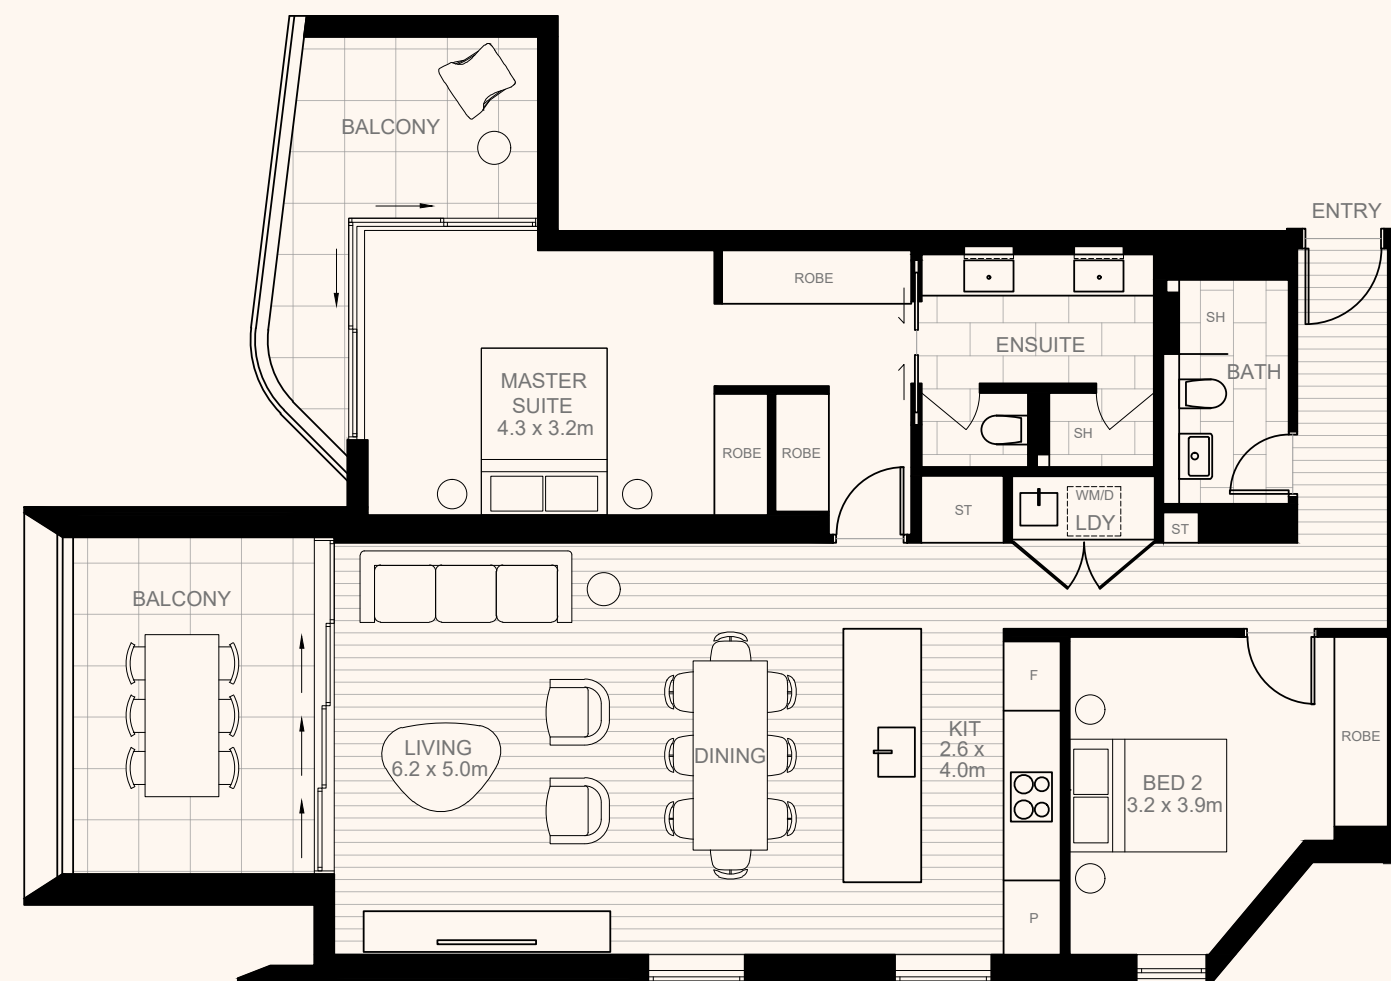 BALCONY
ENTRY
ROBE
SH
ENSUITE
BATH
MASTER
SUITE
4.3 x 3.2m
SH
ROBE
ROBE
WM/D
ST
LDY
ST
BALCONY
F
LIVING
6.2 x 5.0m
DINING
KIT
2.6 x
4.0m
ROBE
BED 2
3.2 x 3.9m
P